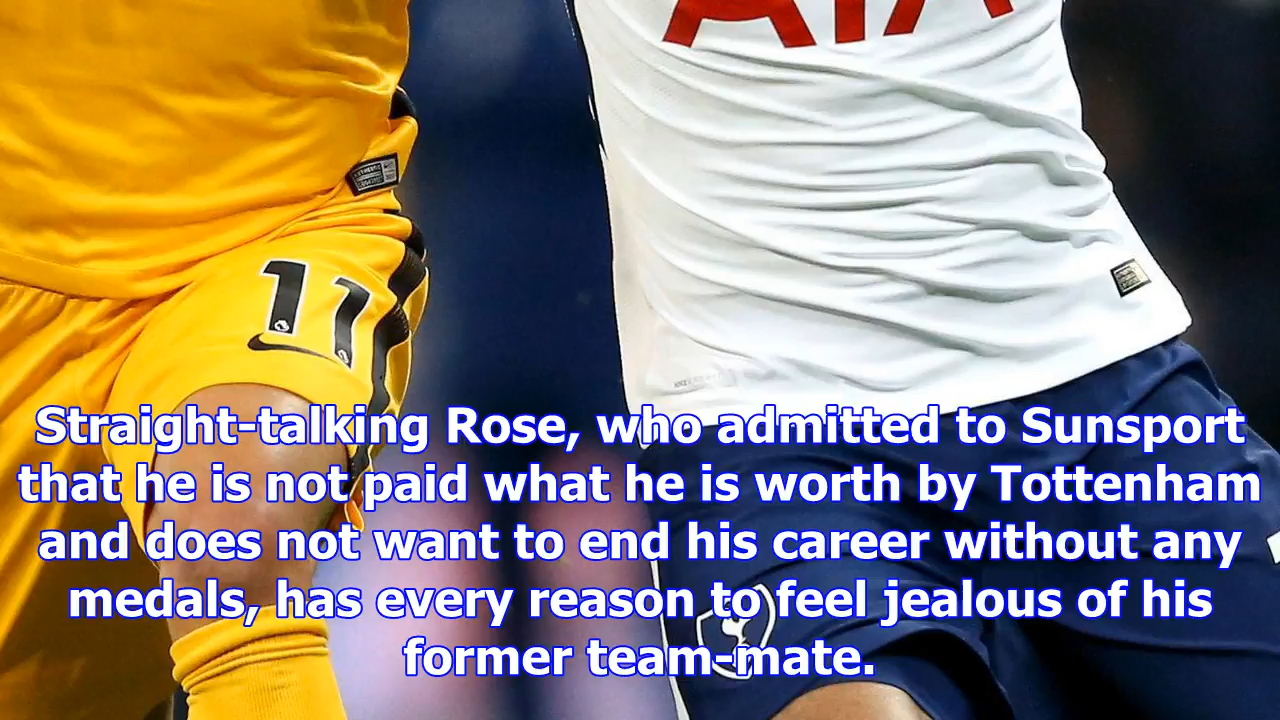 AIA
11
Straight-talking Rose, who admitted to Sunsport
that he is not paid what he is worth by Tottenham
and does not want to end his career without any
medals, has every reason to feel jealous of his
former team-mate.